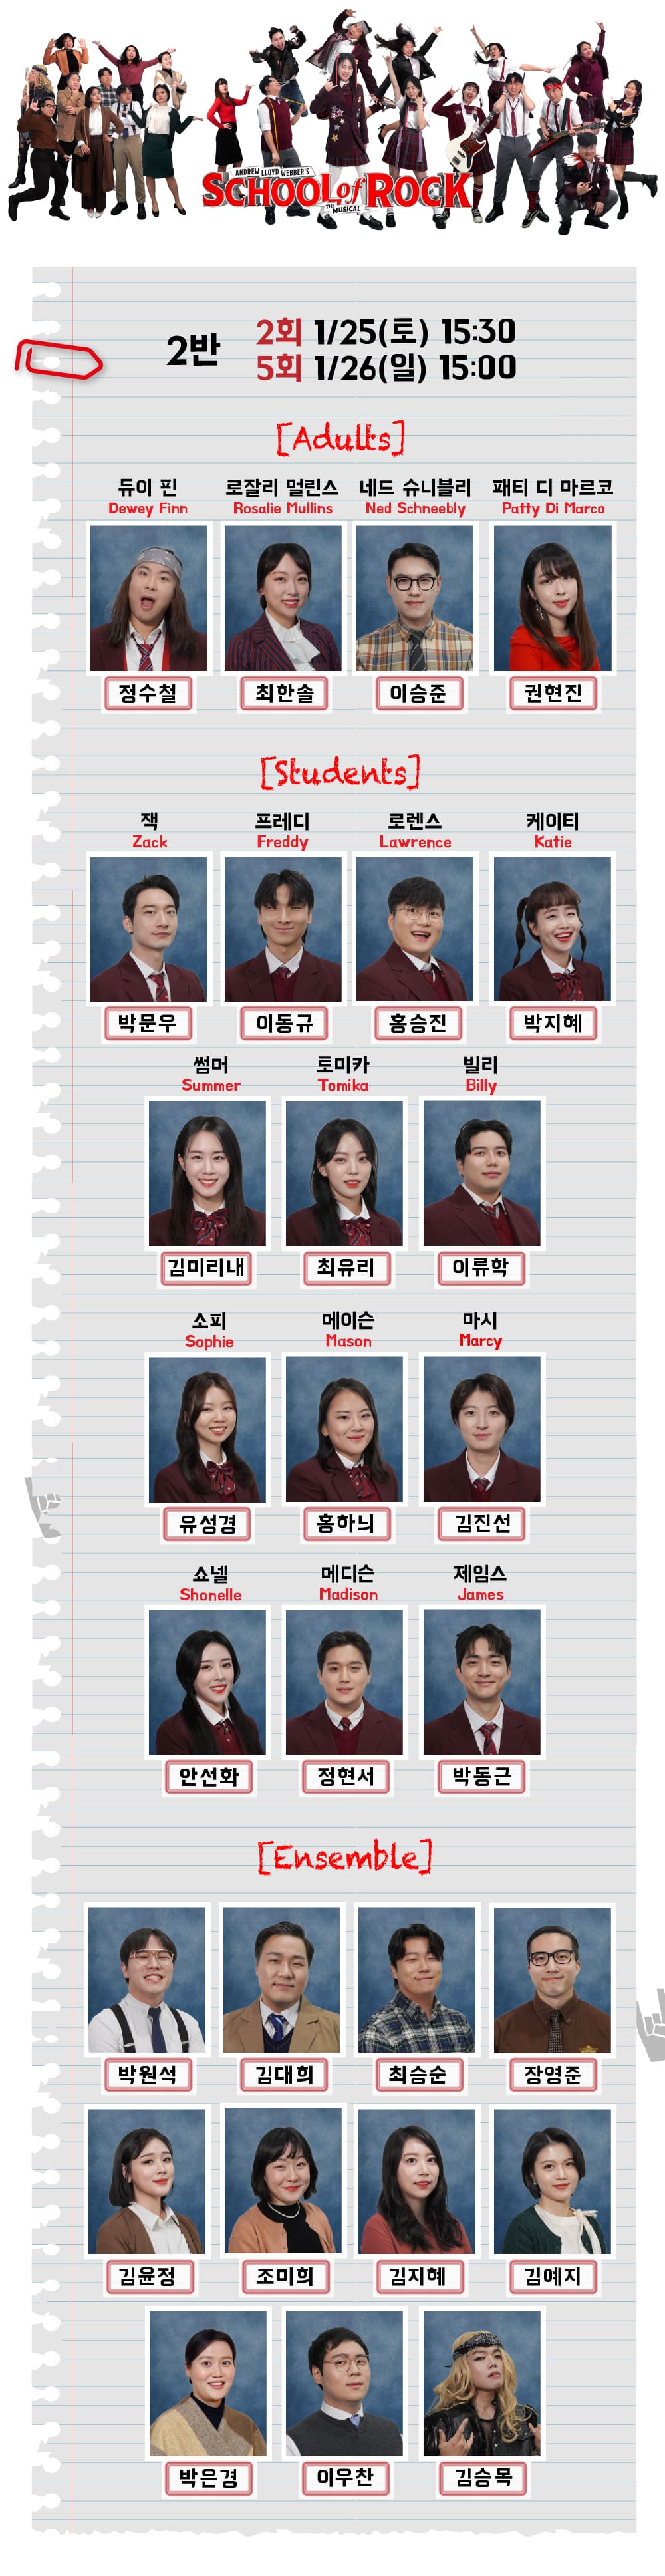 ANDREW LLOYD WEBBER'S
SCHOOL of ROCK
THE MUSICAL
2반
2회 1/25(토) 15:30
5회 1/26(일) 15:00
[Adults]
듀이 핀 로잘리 멀린스 네드 슈니블리 패티 디 마르코
Dewey Finn Rosalie Mullins Ned Schneebly Patty Di Marco
정수철 최한솔 이승준 권현진
[Students]
잭 프레디 로렌스 케이티
Zack Freddy Lawrence Katie
박문우 이동규 홍승진 박지혜
썸머 토미카 빌리
Summer Tomika Billy
김미리내 최유리 이류학
소피 메이슨 마시
Sophie Mason Marcy
유성경 홍하늬 김진선
쇼넬 메디슨 제임스
Shonelle Madison James
안선화 정현서 박동근
[Ensemble]
박원석 김대희 최승순 장영준
김윤정 조미희 김지혜 김예지
박은경 이우찬 김승목